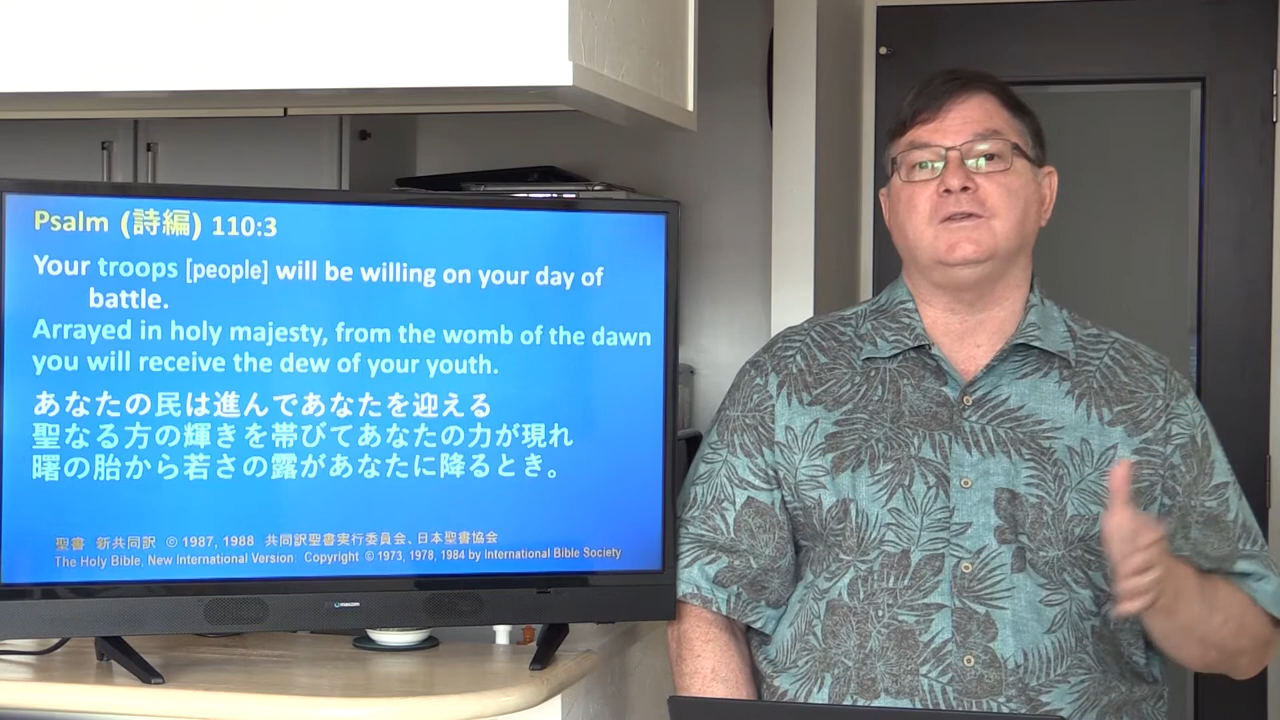 Psalm (詩編) 110:3
Your troops [people] will be willing on your day of
battle.
Arrayed in holy majesty, from the womb of the dawn
you will receive the dew of your youth.
あなたの民は進んであなたを迎える
聖なる方の輝きを帯びてあなたの力が現れ
曙の胎から若さの露があなたに降るとき。
聖書 新共同訳 © 1987, 1988 共同訳聖書実行委員会、日本聖書協会
The Holy Bible, New International Version: Copyright © 1973, 1978, 1984 by International Bible Society
maxzen